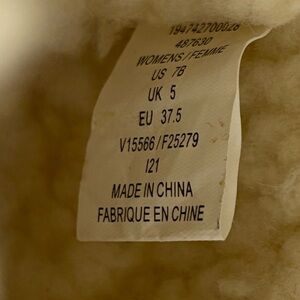 194742700028
487630
WOMENS / FEMME
US 7B
UK 5
EU 37.5
V15566 / F25279
I21
MADE IN CHINA
FABRIQUE EN CHINE